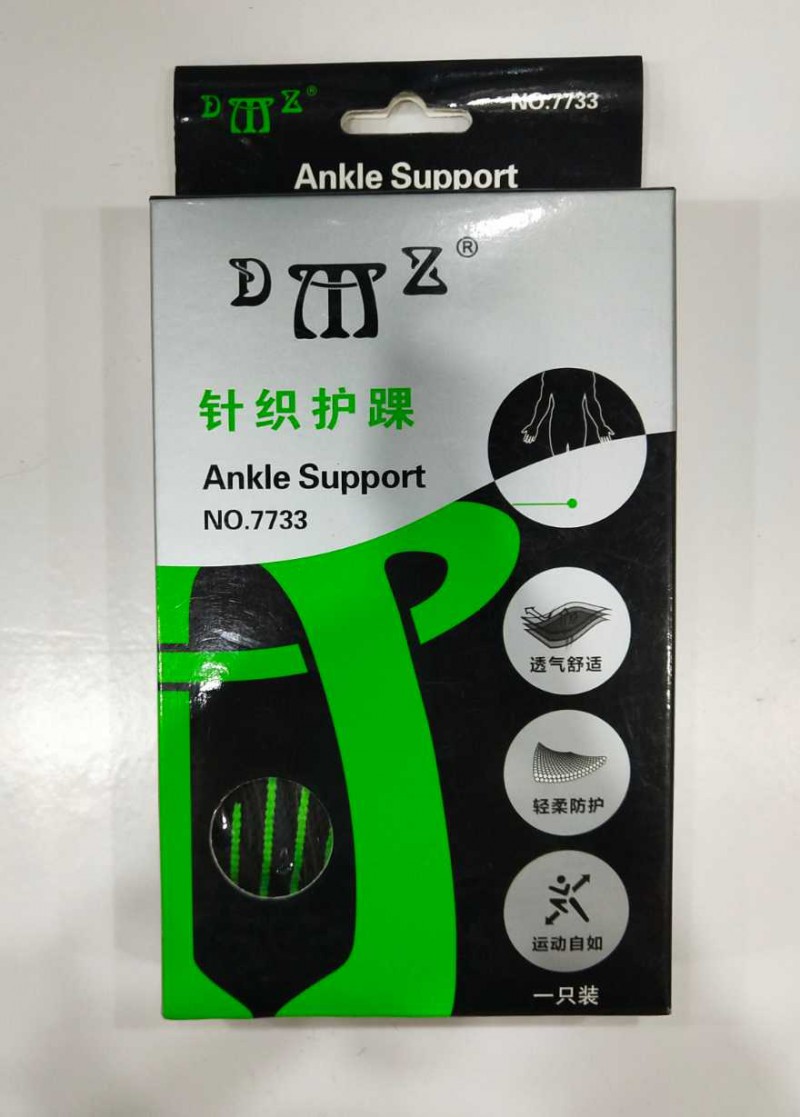 DMZ®
NO.7733
Ankle Support
DMZ®
针织护踝
Ankle Support
NO.7733
透气舒适
轻柔防护
运动自如
一只装